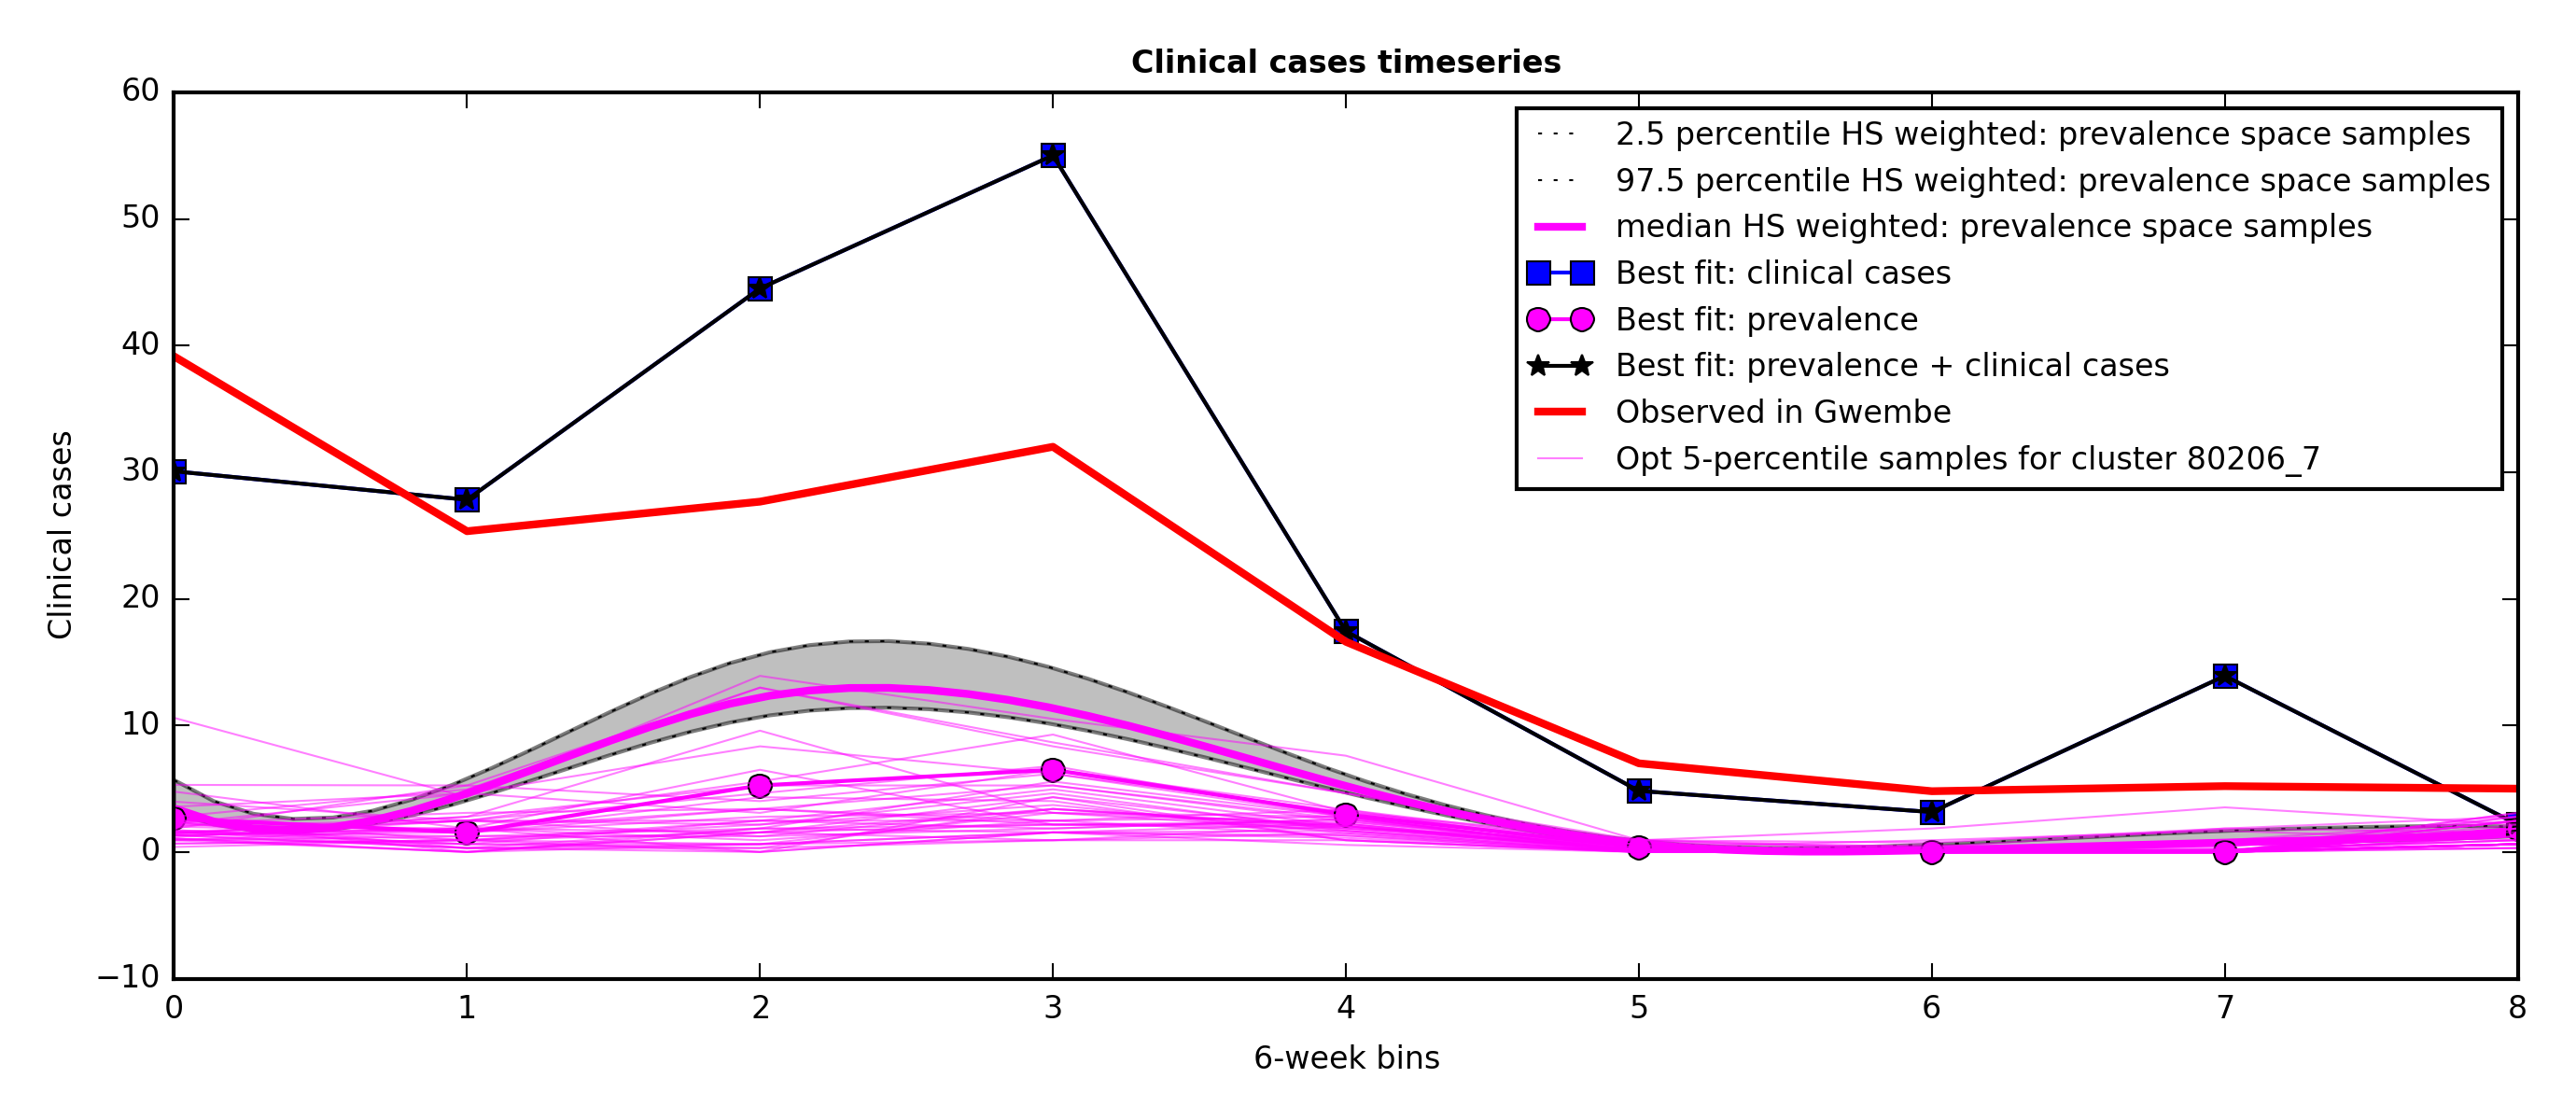 Clinical cases timeseries
60
50
40
30
20
10
0
−10
Clinical cases
2.5 percentile HS weighted: prevalence space samples
97.5 percentile HS weighted: prevalence space samples
median HS weighted: prevalence space samples
Best fit: clinical cases
Best fit: prevalence
Best fit: prevalence + clinical cases
Observed in Gwembe
Opt 5-percentile samples for cluster 80206_7
0 1 2 3 4 5 6 7 8
6-week bins